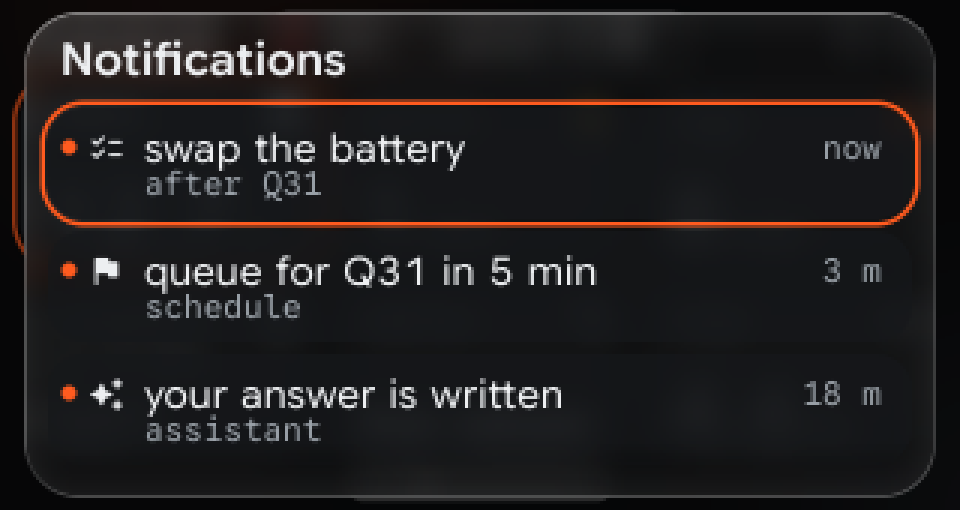 Notifications
swap the battery
now
after Q31
queue for Q31 in 5 min
3 m
schedule
your answer is written
18 m
assistant